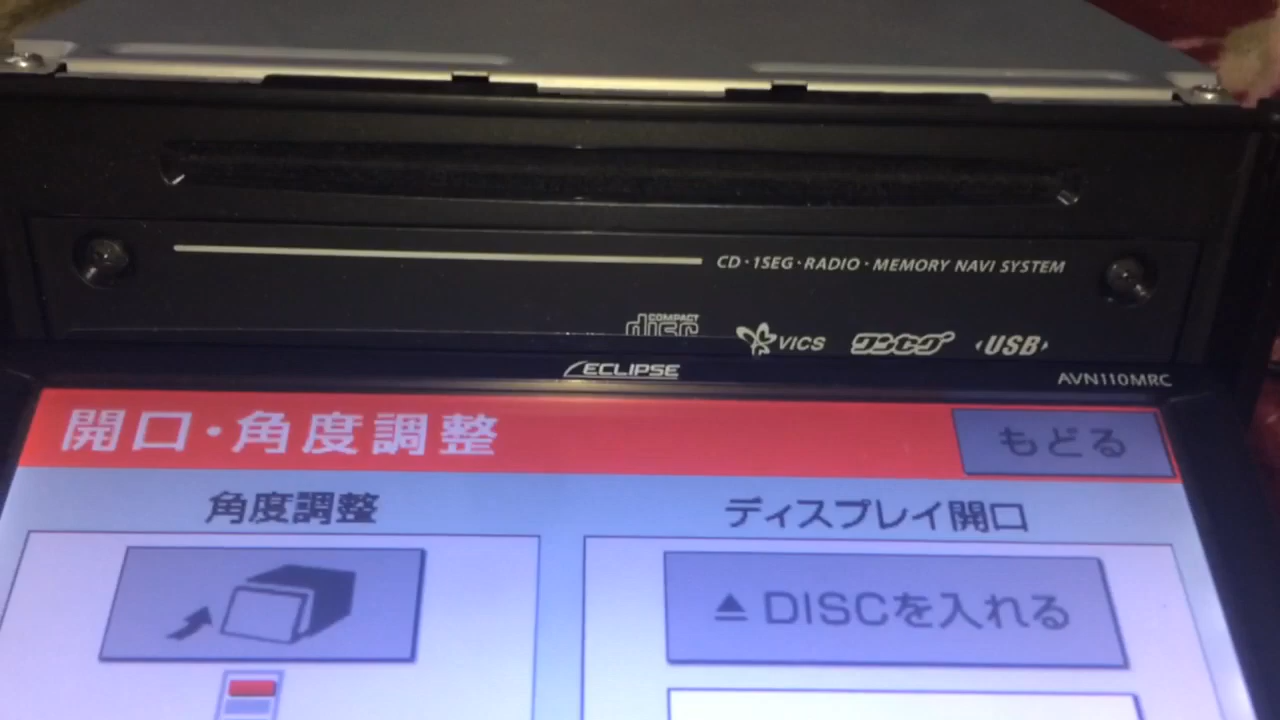 CD・1SEG・RADIO・MEMORY NAVI SYSTEM
COMPACT disc VICS ワンセグ USB
ECLIPSE
AVN110MRC
開口・角度調整 もどる
角度調整 ディスプレイ開口
▲DISCを入れる